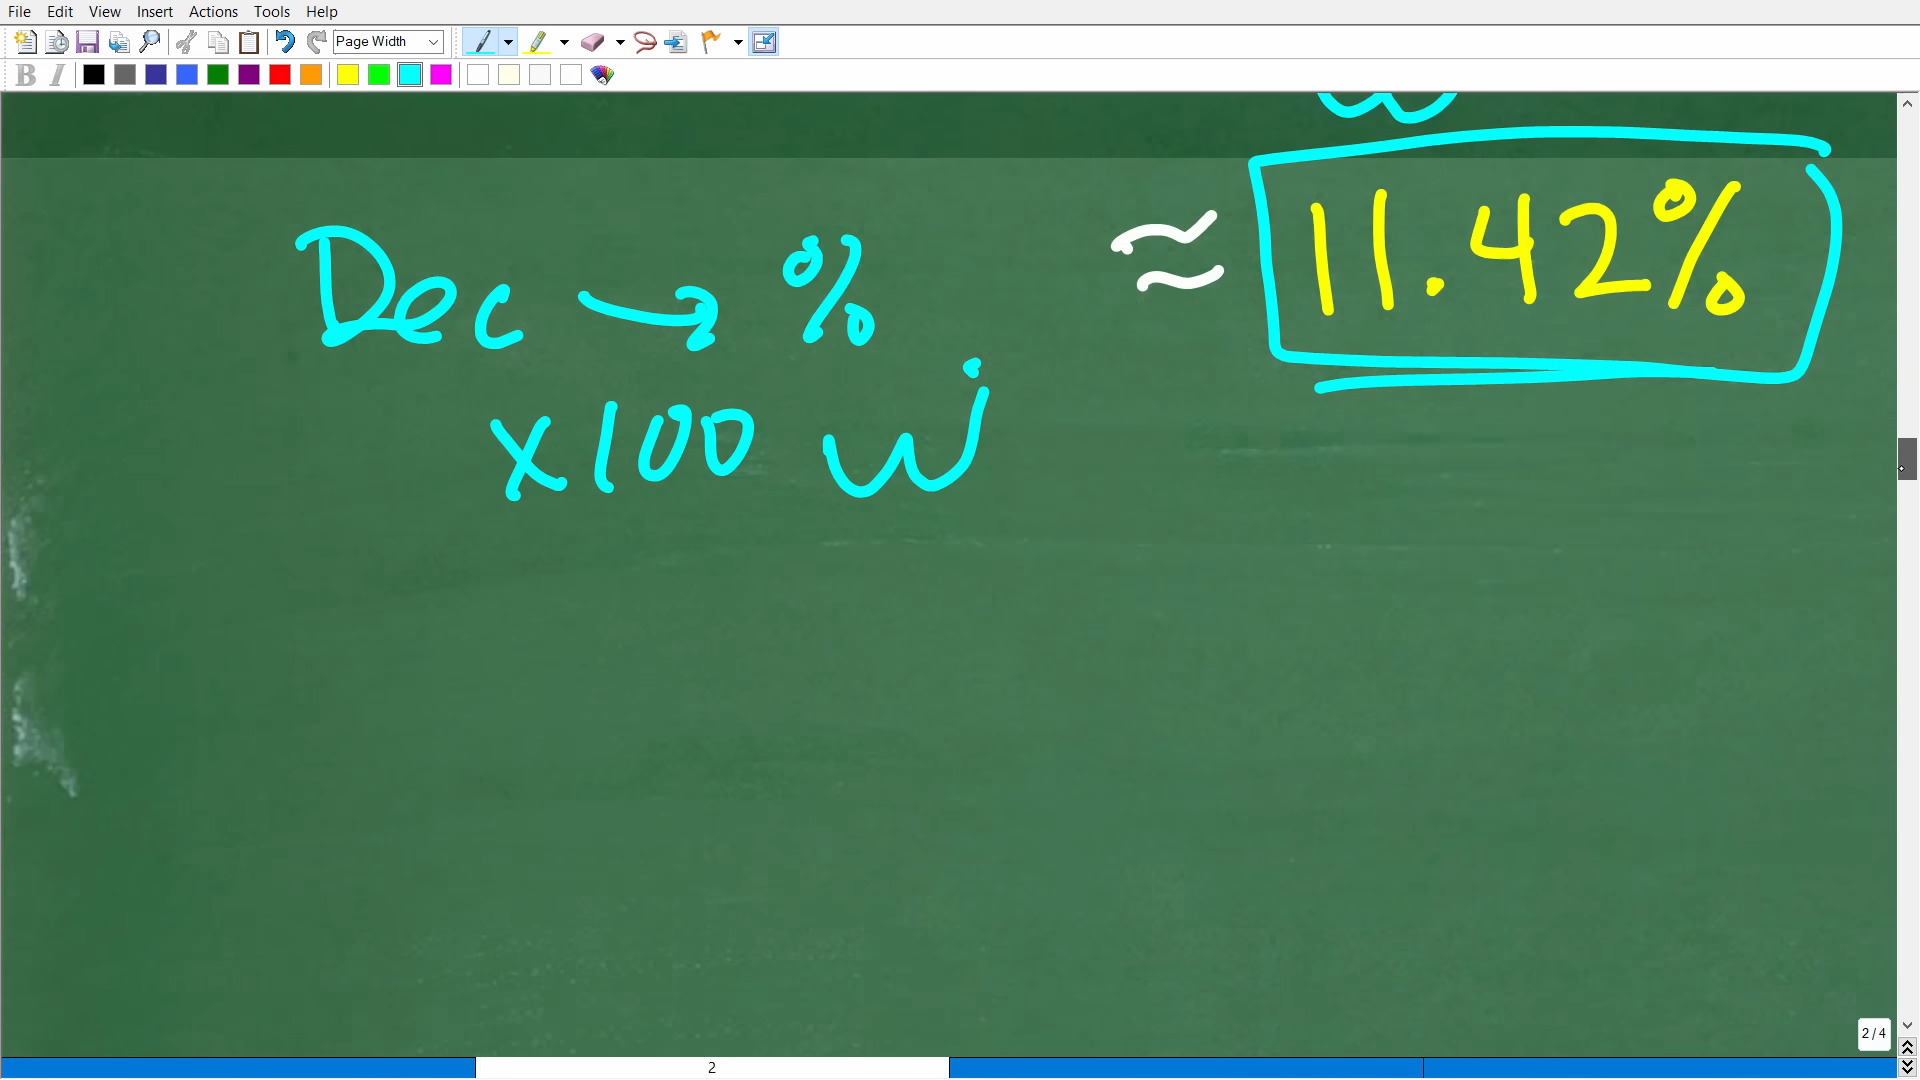 File Edit View Insert Actions Tools Help
Page Width
B I
Dec → %
≈ 11.42%
x100
2 / 4
2